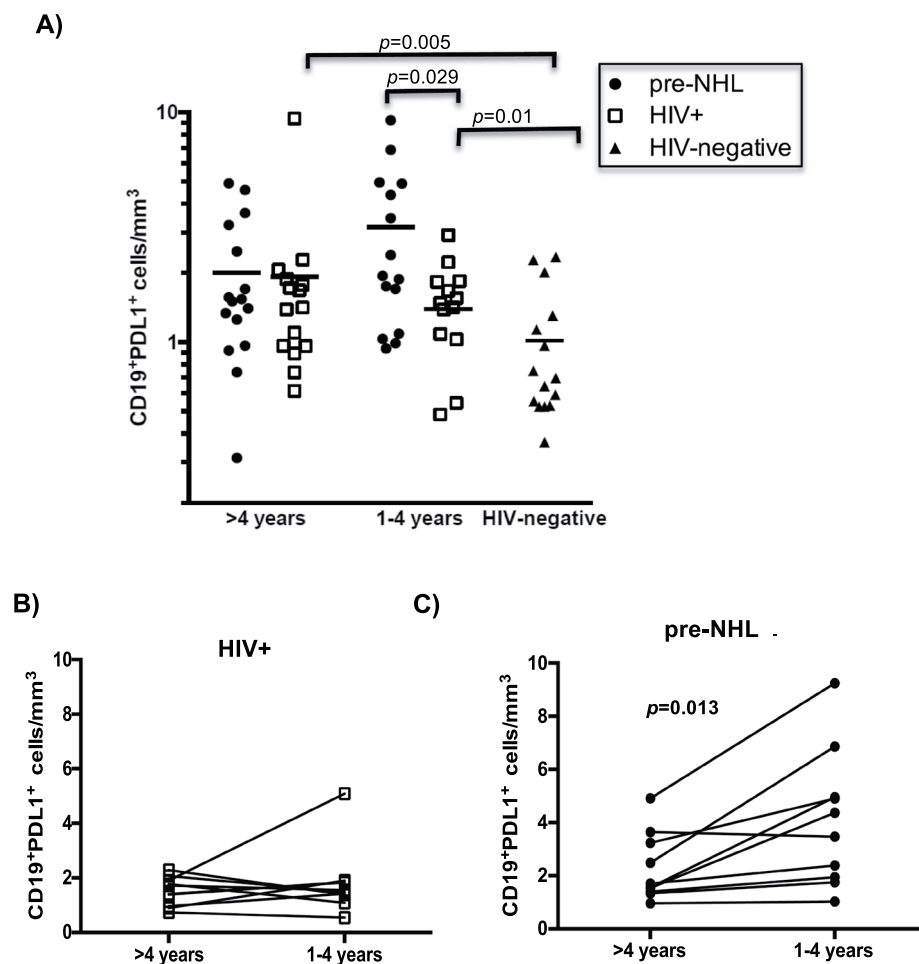 A)
p=0.005
p=0.029
p=0.01
pre-NHL
HIV+
HIV-negative
10
1
CD19⁺PDL1⁺ cells/mm³
>4 years
1-4 years
HIV-negative
B)
HIV+
10
8
6
4
2
0
CD19⁺PDL1⁺ cells/mm³
>4 years
1-4 years
C)
pre-NHL -
p=0.013
10
8
6
4
2
0
CD19⁺PDL1⁺ cells/mm³
>4 years
1-4 years